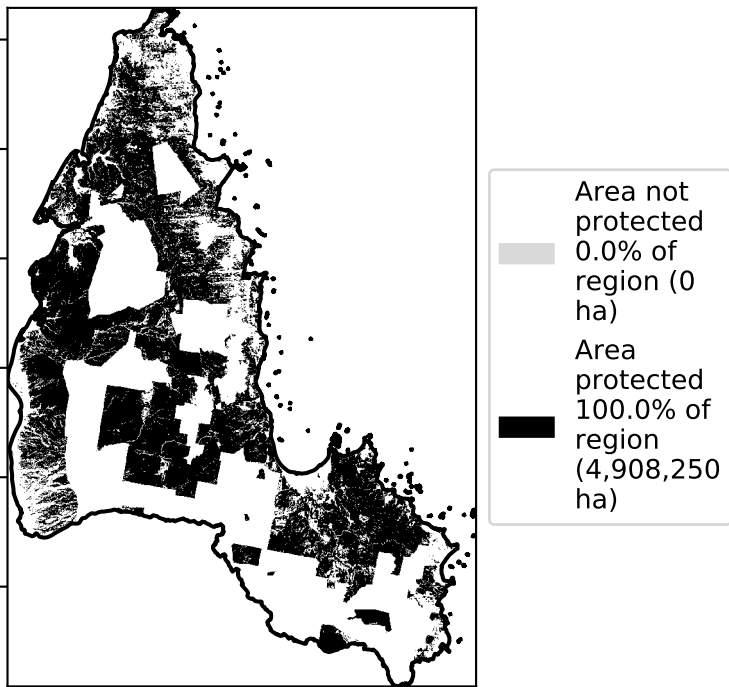 Area not
protected
0.0% of
region (0
ha)
Area
protected
100.0% of
region
(4,908,250
ha)